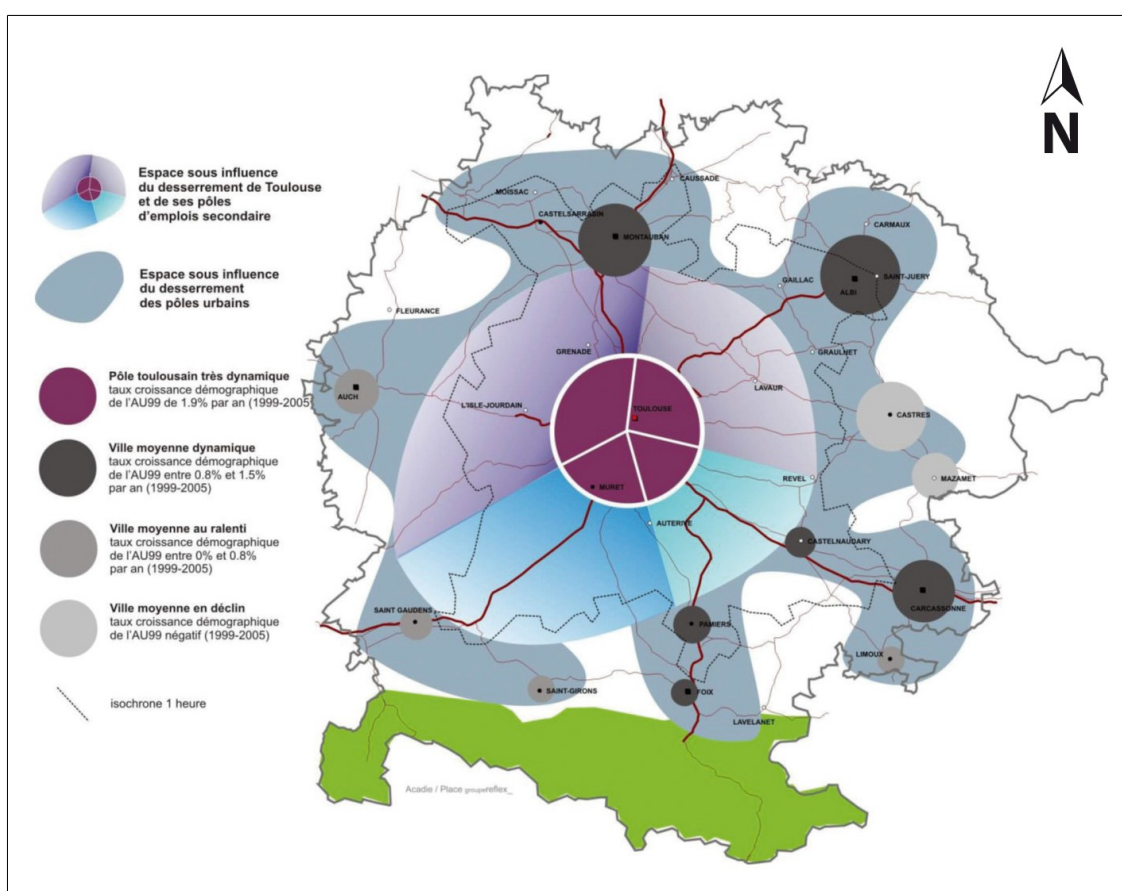 N
Espace sous influence
du desserrement de Toulouse
et de ses pôles
d'emplois secondaire
Espace sous influence
du desserrement
des pôles urbains
Pôle toulousain très dynamique
taux croissance démographique
de l'AU99 de 1.9% par an (1999-2005)
Ville moyenne dynamique
taux croissance démographique
de l'AU99 entre 0.8% et 1.5%
par an (1999-2005)
Ville moyenne au ralenti
taux croissance démographique
de l'AU99 entre 0% et 0.8%
par an (1999-2005)
Ville moyenne en déclin
taux croissance démographique
de l'AU99 négatif (1999-2005)
isochrone 1 heure
CAUSSADE
MOISSAC
CASTELSARRASIN
MONTAUBAN
CARMAUX
SAINT-JUERY
GAILLAC
ALBI
FLEURANCE
GRENADE
GRAULHET
LAVAUR
AUCH
L'ISLE-JOURDAIN
TOULOUSE
CASTRES
REVEL
MAZAMET
MURET
AUTERIVE
CASTELNAUDARY
CARCASSONNE
SAINT GAUDENS
PAMIERS
LIMOUX
SAINT-GIRONS
FOIX
LAVELANET
Acadie / Place groupereflex_